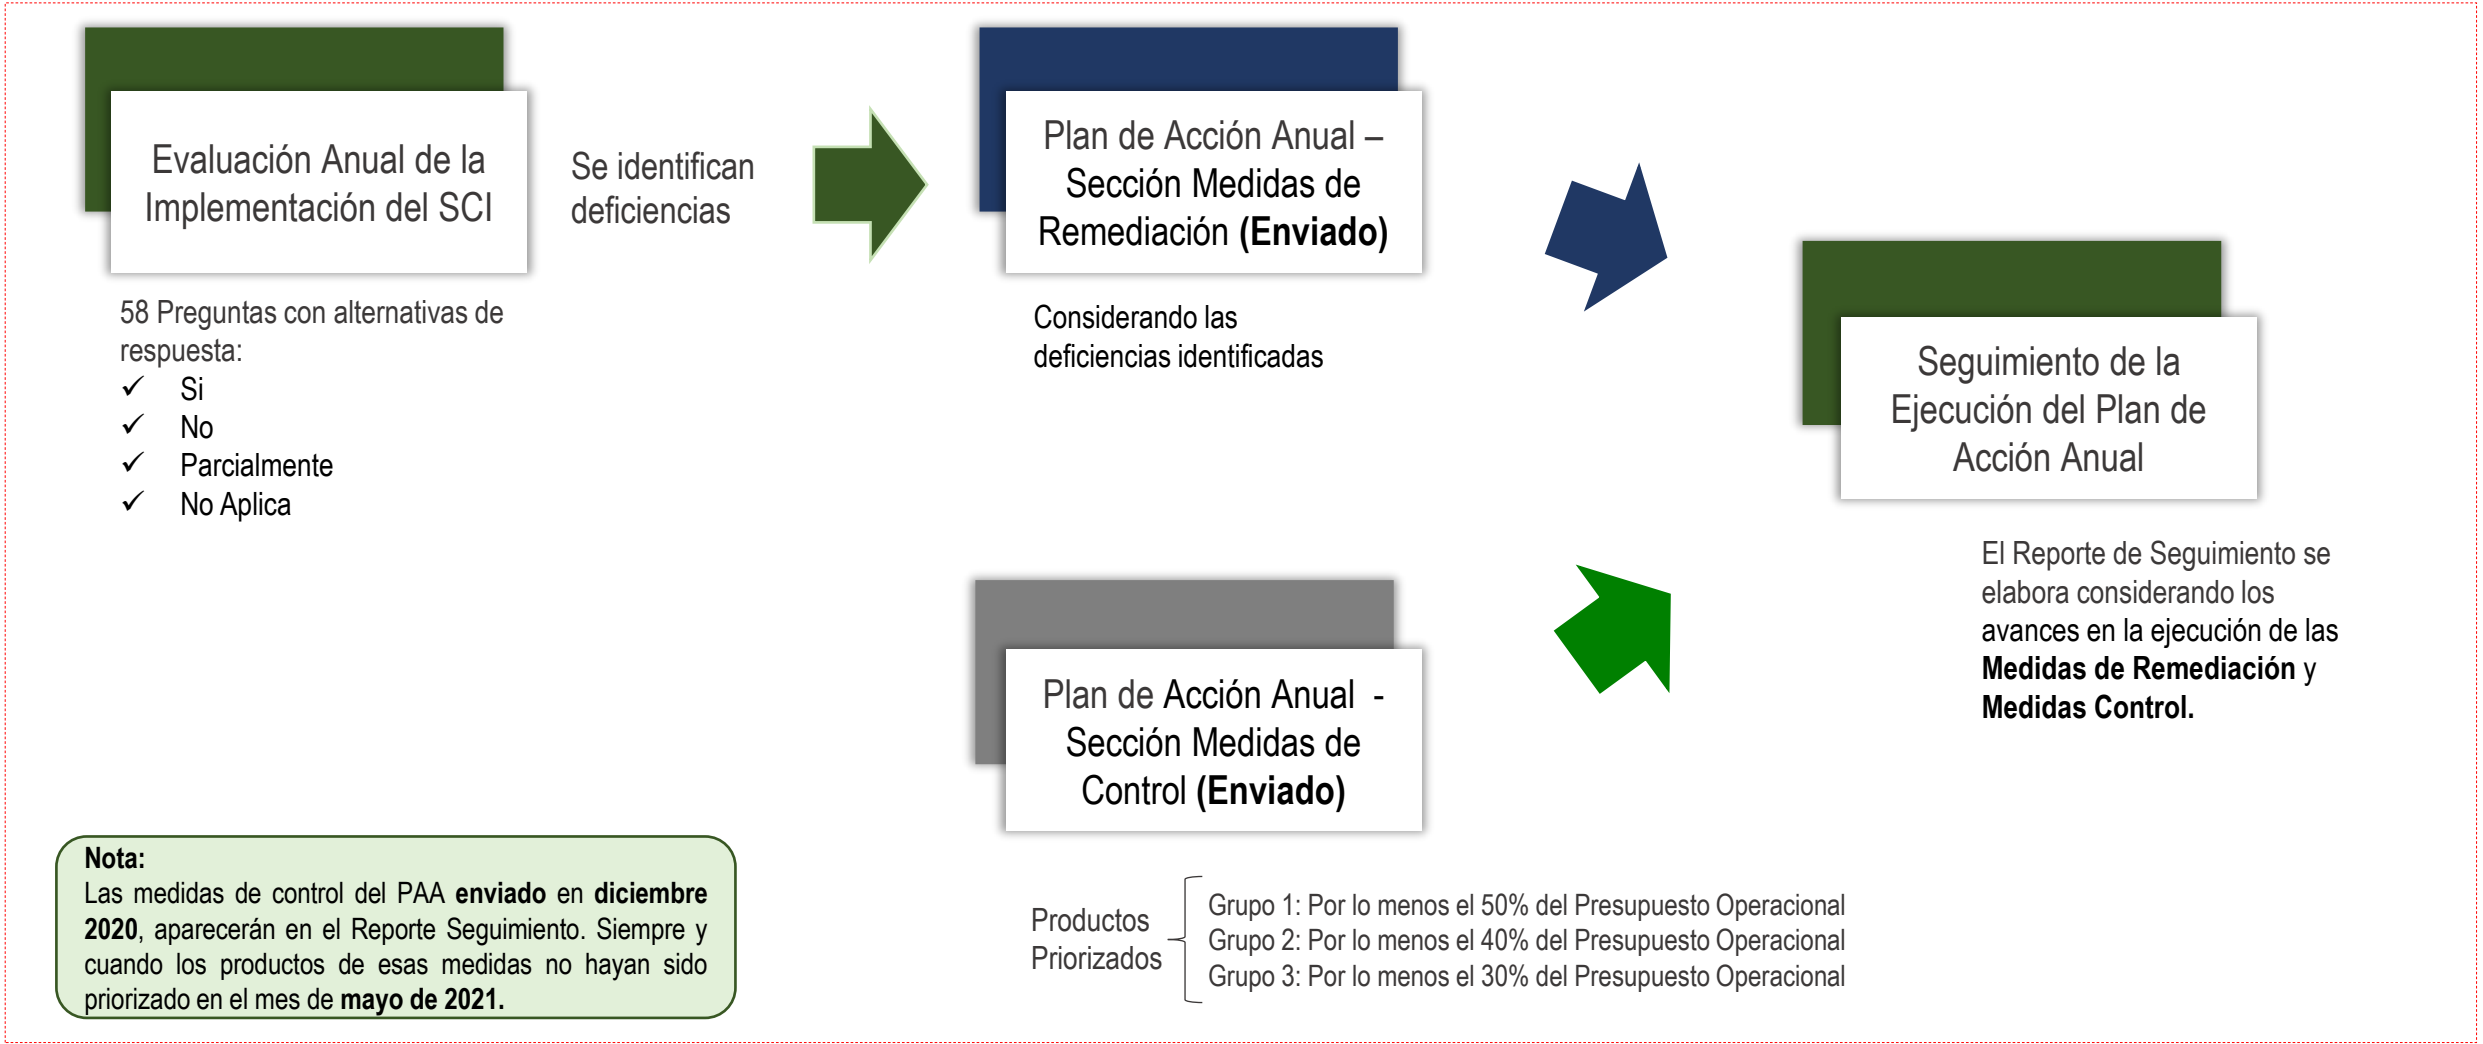 Evaluación Anual de la
Implementación del SCI
Se identifican
deficiencias
Plan de Acción Anual –
Sección Medidas de
Remediación (Enviado)
58 Preguntas con alternativas de
respuesta:
✓ Si
✓ No
✓ Parcialmente
✓ No Aplica
Considerando las
deficiencias identificadas
Seguimiento de la
Ejecución del Plan de
Acción Anual
El Reporte de Seguimiento se
elabora considerando los
avances en la ejecución de las
Medidas de Remediación y
Medidas Control.
Plan de Acción Anual -
Sección Medidas de
Control (Enviado)
Productos
Priorizados
Grupo 1: Por lo menos el 50% del Presupuesto Operacional
Grupo 2: Por lo menos el 40% del Presupuesto Operacional
Grupo 3: Por lo menos el 30% del Presupuesto Operacional
Nota:
Las medidas de control del PAA enviado en diciembre
2020, aparecerán en el Reporte Seguimiento. Siempre y
cuando los productos de esas medidas no hayan sido
priorizado en el mes de mayo de 2021.